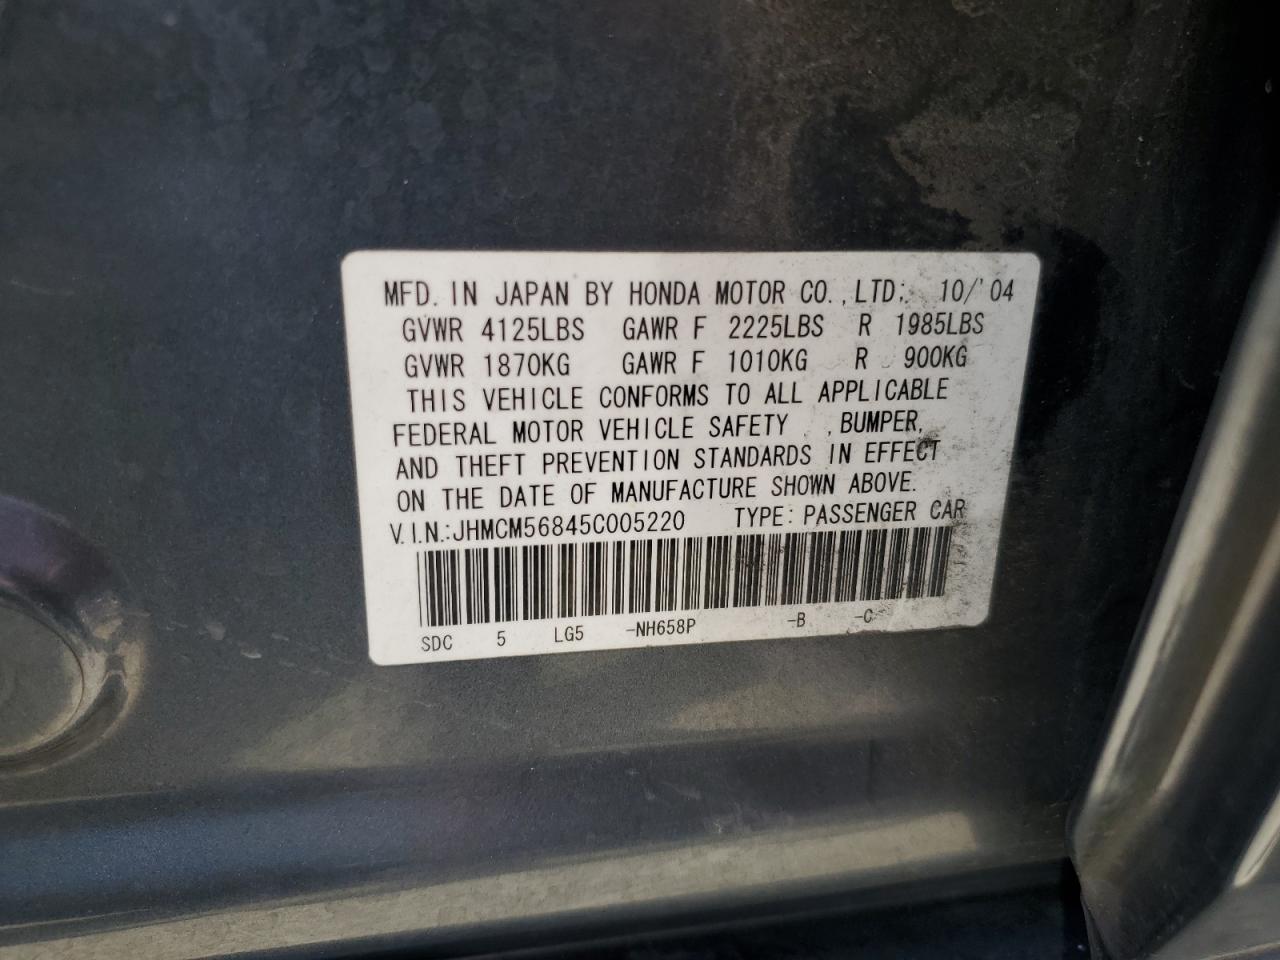 MFD. IN JAPAN BY HONDA MOTOR CO., LTD. 10/'04
GVWR 4125LBS GAWR F 2225LBS R 1985LBS
GVWR 1870KG GAWR F 1010KG R 900KG
THIS VEHICLE CONFORMS TO ALL APPLICABLE
FEDERAL MOTOR VEHICLE SAFETY , BUMPER,
AND THEFT PREVENTION STANDARDS IN EFFECT
ON THE DATE OF MANUFACTURE SHOWN ABOVE.
V.I.N.:JHMCM56845C005220 TYPE: PASSENGER CAR
SDC 5 LG5 -NH658P -B -C